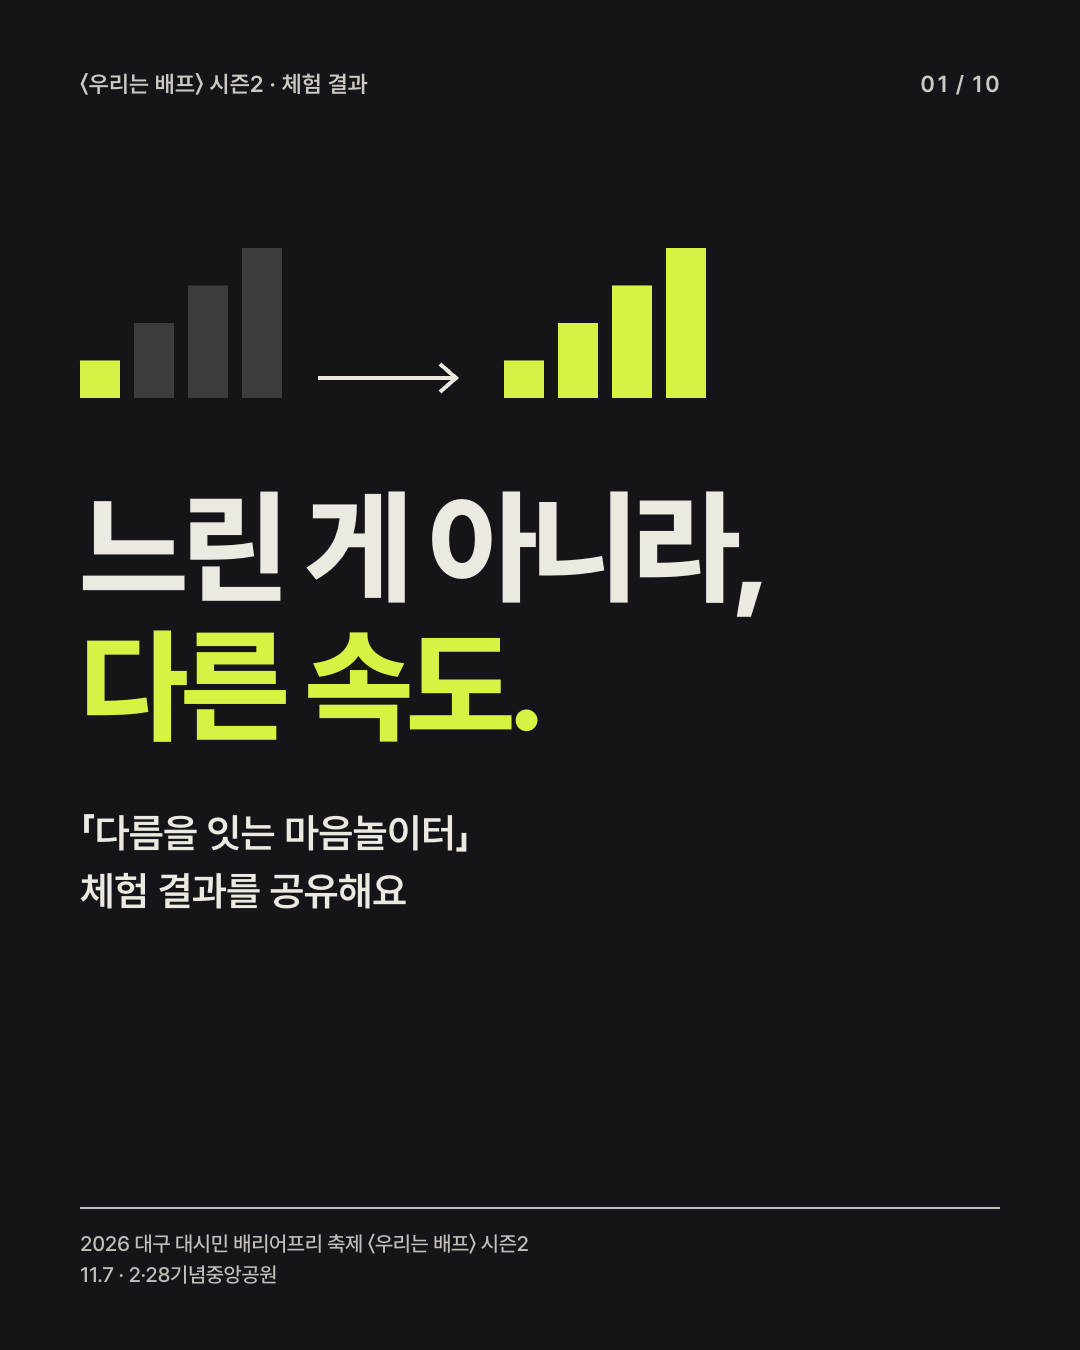 〈우리는 배프〉 시즌2 · 체험 결과
01 / 10
느린 게 아니라,
다른 속도.
「다름을 잇는 마음놀이터」
체험 결과를 공유해요
2026 대구 대시민 배리어프리 축제 〈우리는 배프〉 시즌2
11.7 · 2·28기념중앙공원